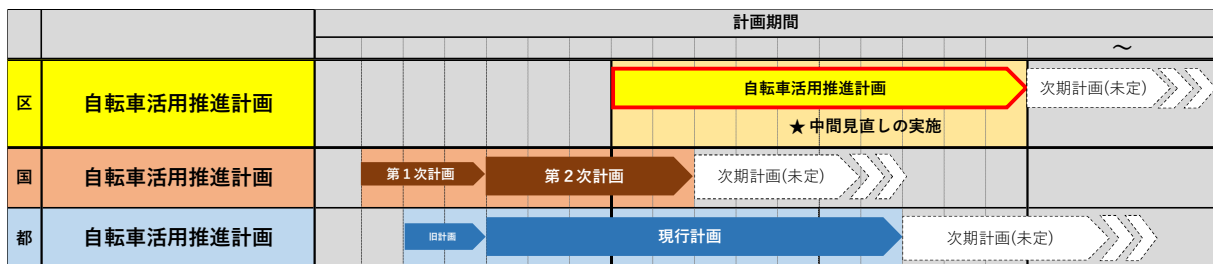 計画期間
～
区
自転車活用推進計画
自転車活用推進計画
次期計画(未定)
★中間見直しの実施
国
自転車活用推進計画
第１次計画
第２次計画
次期計画(未定)
都
自転車活用推進計画
旧計画
現行計画
次期計画(未定)